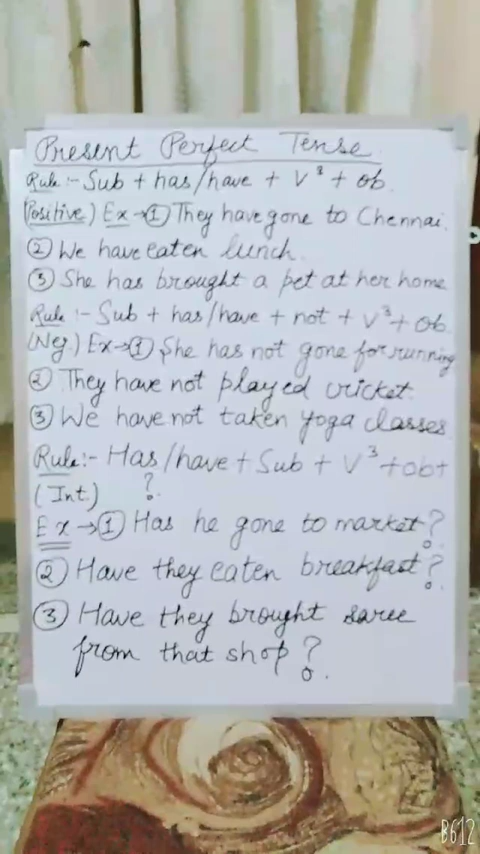 Present Perfect Tense
Rule :- Sub + has/have + V³ + ob.
(Positive) Ex → ① They have gone to Chennai.
② We have eaten lunch.
③ She has brought a pet at her home
Rule :- Sub + has/have + not + V³ + Ob.
(Neg) Ex → ① She has not gone for running
② They have not played cricket.
③ We have not taken yoga classes.
Rule :- Has/have + Sub + V³ + ob +
(Int.) ?
Ex → ① Has he gone to market?
② Have they eaten breakfast?
③ Have they brought saree
from that shop?
B612